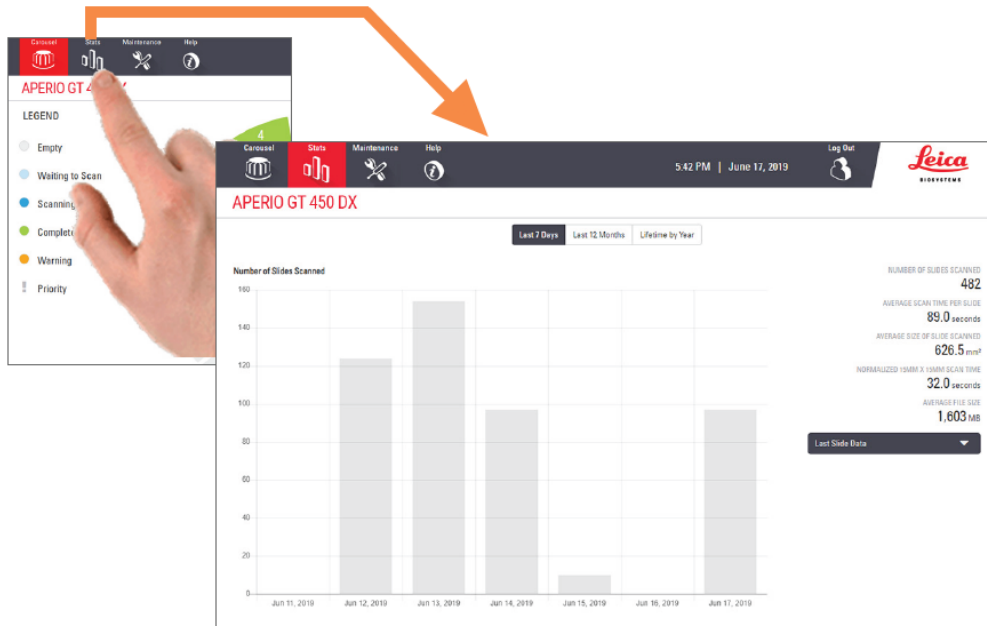 Carousel Stats Maintenance Help
APERIO GT 4
LEGEND
Empty
Waiting to Scan
Scanning
Complete
Warning
! Priority
4
Carousel Stats Maintenance Help
5:42 PM | June 17, 2019
Log Out
Leica
BIOSYSTEMS
APERIO GT 450 DX
Last 7 Days Last 12 Months Lifetime by Year
Number of Slides Scanned
160
140
120
100
80
60
40
20
0
Jun 11, 2019 Jun 12, 2019 Jun 13, 2019 Jun 14, 2019 Jun 15, 2019 Jun 16, 2019 Jun 17, 2019
NUMBER OF SLIDES SCANNED
482
AVERAGE SCAN TIME PER SLIDE
89.0 seconds
AVERAGE SIZE OF SLIDE SCANNED
626.5 mm²
NORMALIZED 15MM X 15MM SCAN TIME
32.0 seconds
AVERAGE FILE SIZE
1,603 MB
Last Slide Data